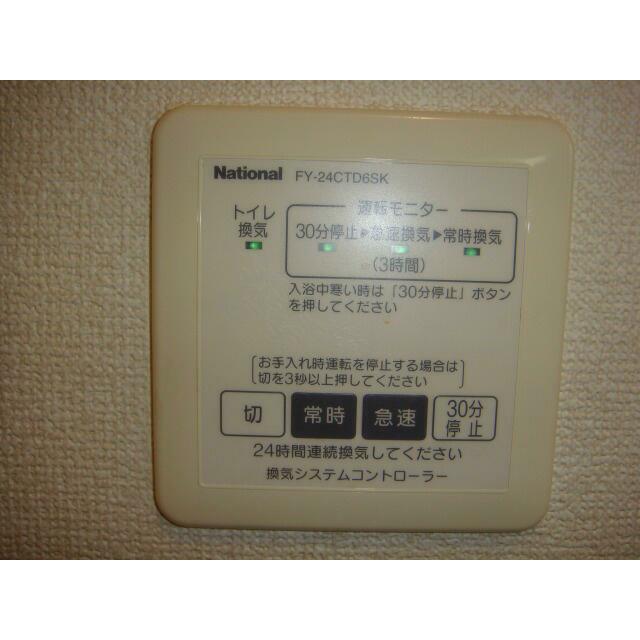 National FY-24CTD6SK
トイレ換気
運転モニター
30分停止▶急速換気▶常時換気
(3時間)
入浴中寒い時は「30分停止」ボタン
を押してください
お手入れ時運転を停止する場合は
切を3秒以上押してください
切 常時 急速 30分停止
24時間連続換気してください
換気システムコントローラー